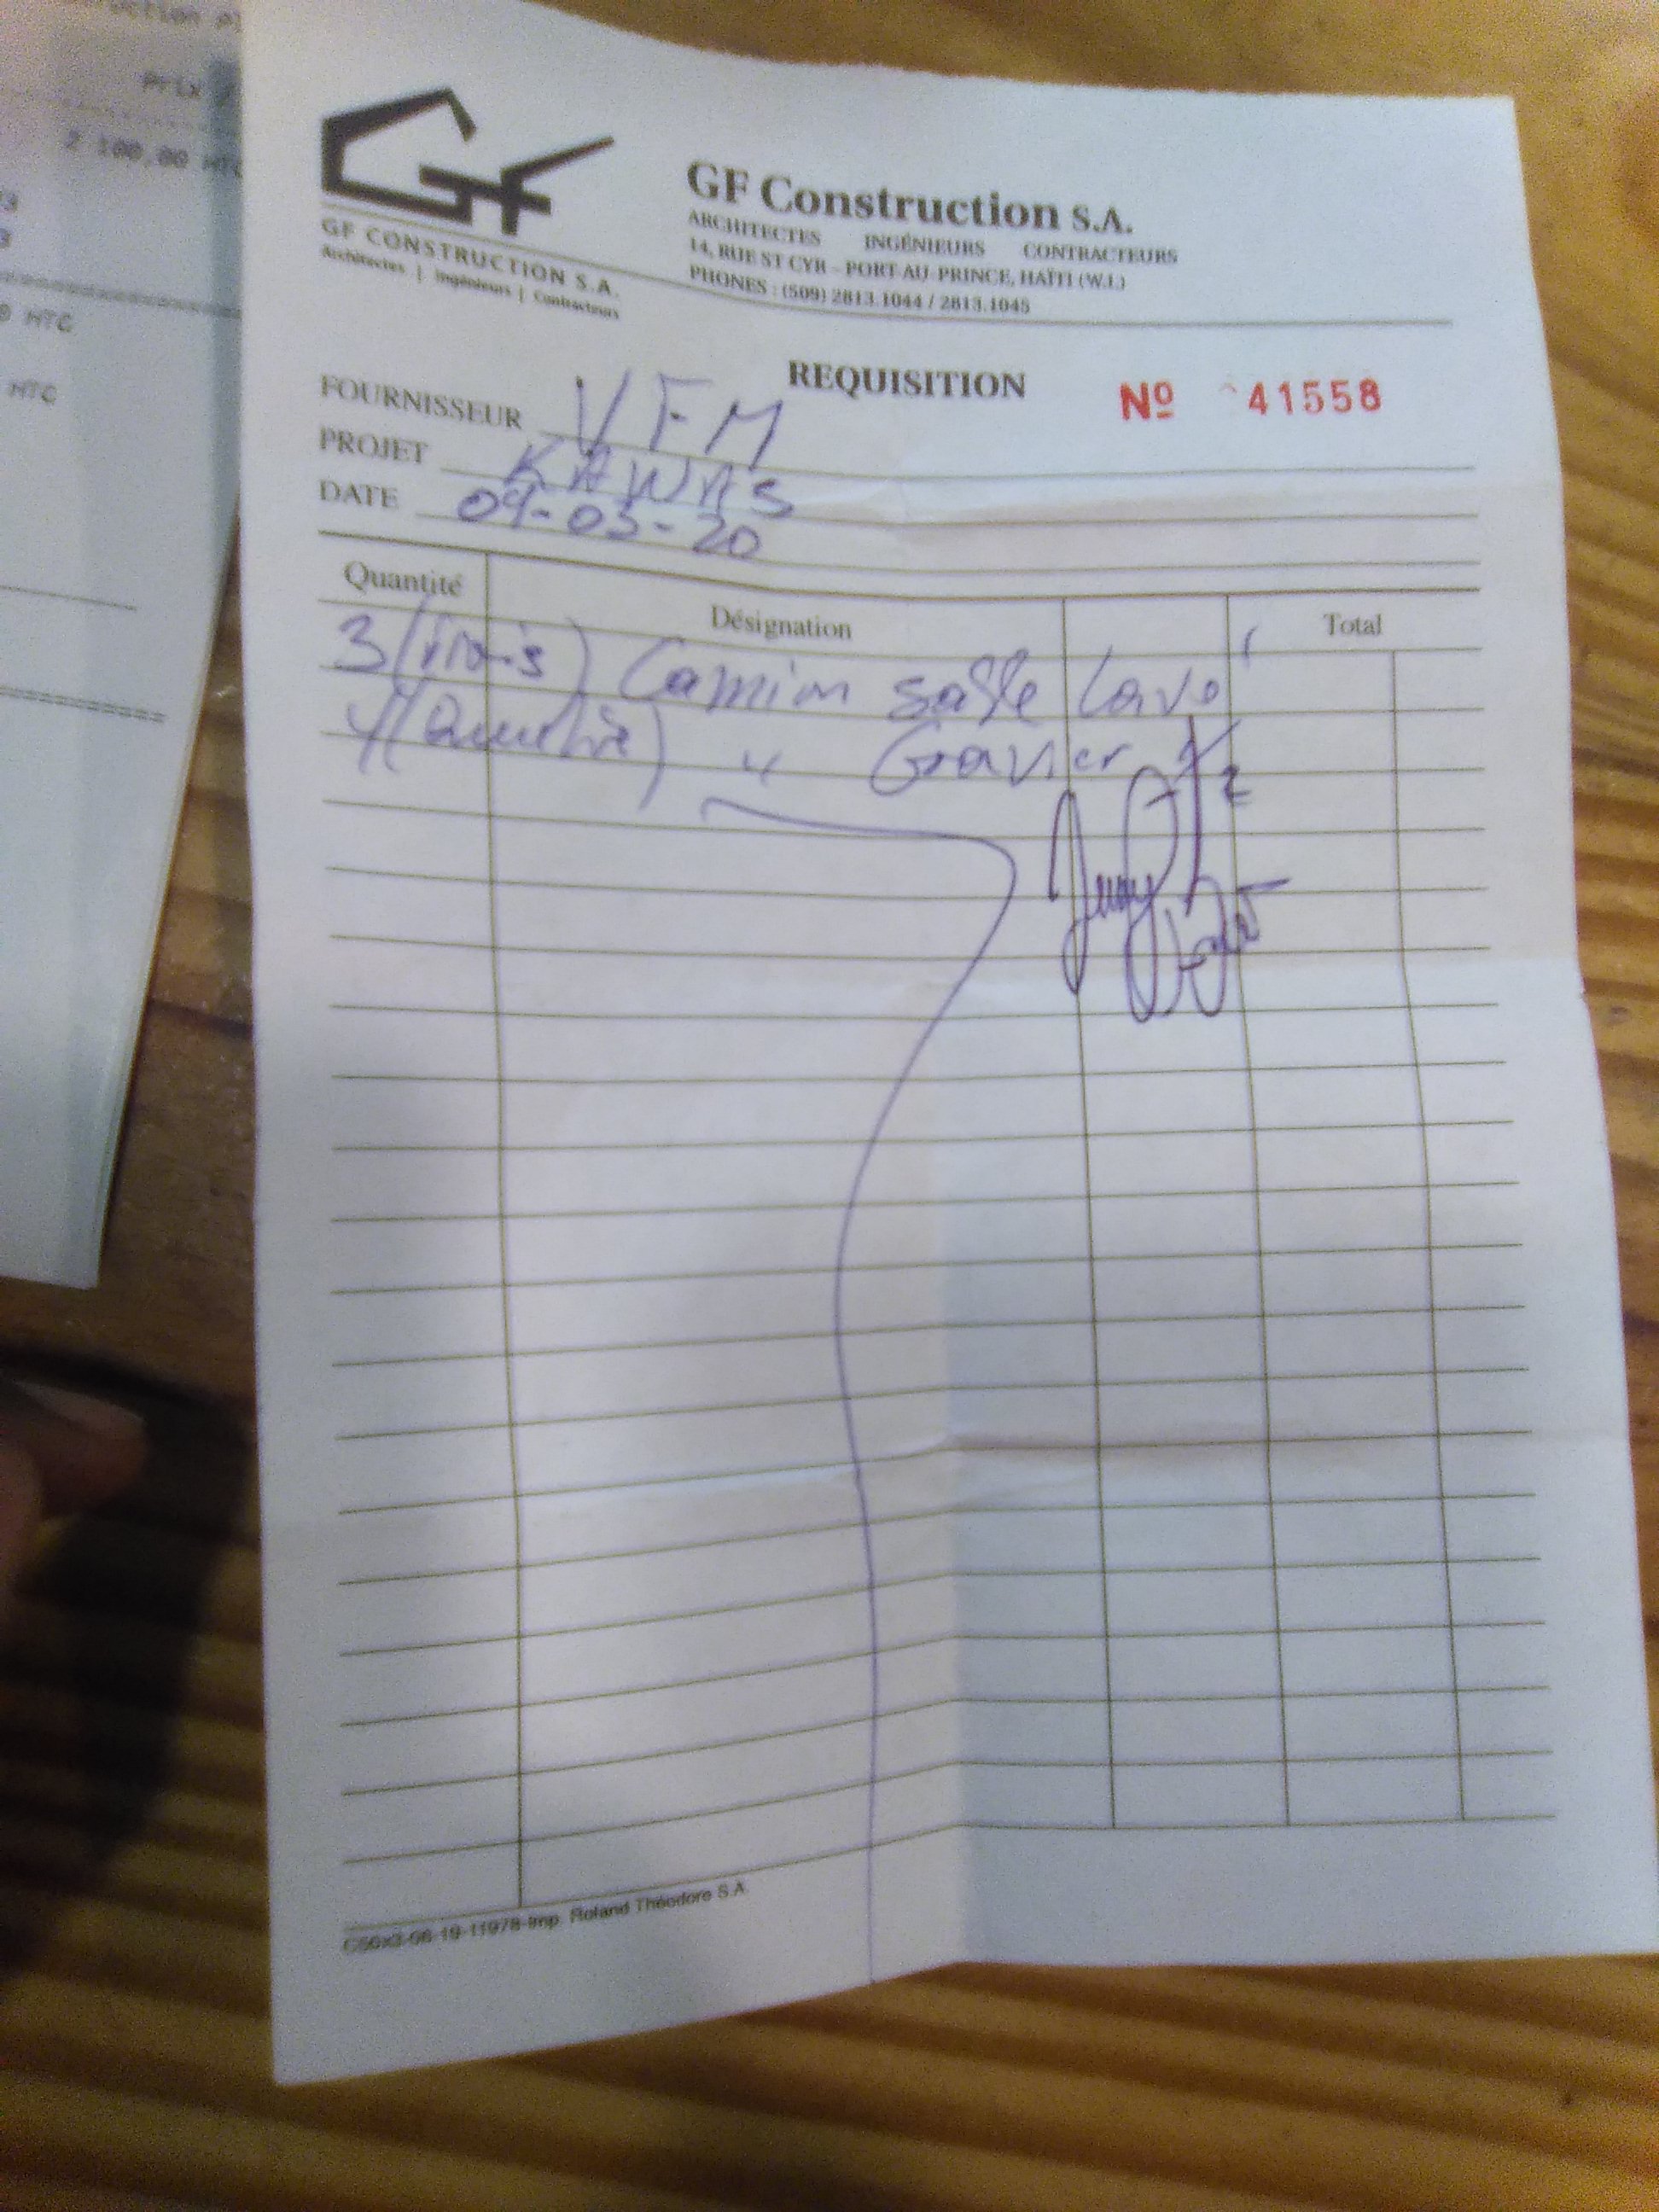 Prix
2 100,00 HTG
HTG
HTG
GF CONSTRUCTION S.A.
Architectes | Ingénieurs | Contracteurs
GF Construction S.A.
ARCHITECTES INGÉNIEURS CONTRACTEURS
14, RUE ST CYR - PORT-AU-PRINCE, HAÏTI (W.I.)
PHONES : (509) 2813.1044 / 2813.1045
REQUISITION
Nº 41558
FOURNISSEUR VFM
PROJET KAWAS
DATE 09-03-20
Quantité Désignation Total
3 (trois) Camion sable lavé
4 (Quatre) " Gravier 1/2
C50x3-06-19-11978-Imp. Roland Théodore S.A.